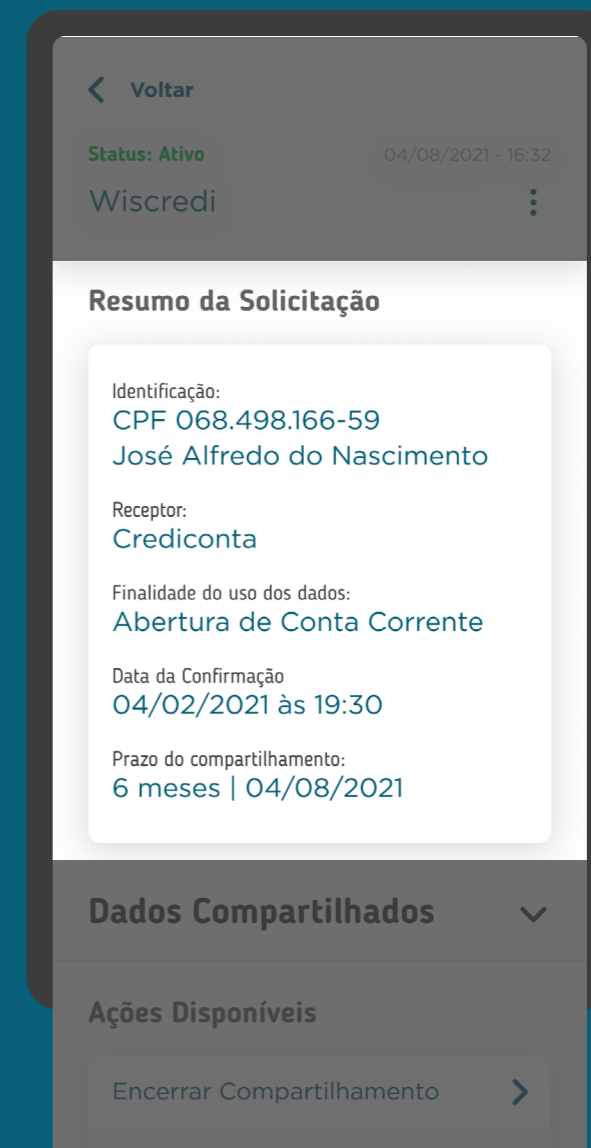 Voltar
Status: Ativo 04/08/2021 - 16:32
Wiscredi
Resumo da Solicitação
Identificação:
CPF 068.498.166-59
José Alfredo do Nascimento
Receptor:
Crediconta
Finalidade do uso dos dados:
Abertura de Conta Corrente
Data da Confirmação
04/02/2021 às 19:30
Prazo do compartilhamento:
6 meses | 04/08/2021
Dados Compartilhados
Ações Disponíveis
Encerrar Compartilhamento